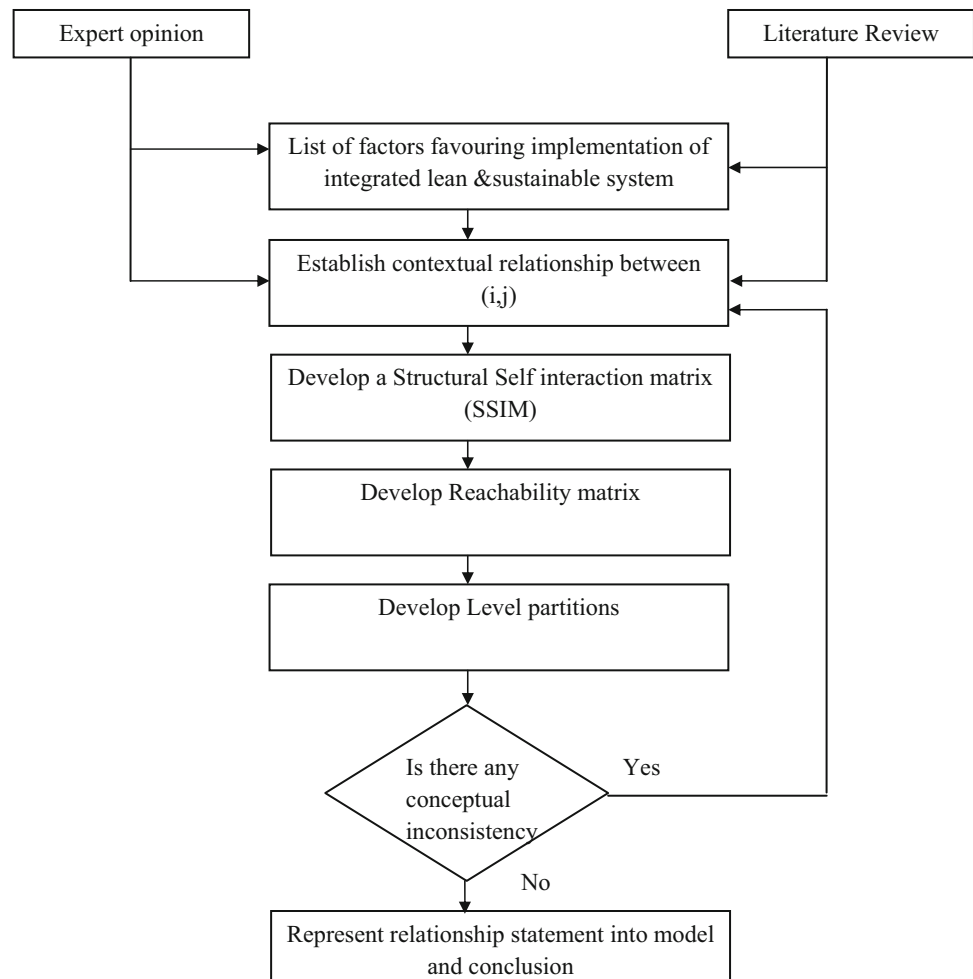 Expert opinion
Literature Review
List of factors favouring implementation of
integrated lean &sustainable system
Establish contextual relationship between
(i,j)
Develop a Structural Self interaction matrix
(SSIM)
Develop Reachability matrix
Develop Level partitions
Is there any
conceptual
inconsistency
Yes
No
Represent relationship statement into model
and conclusion